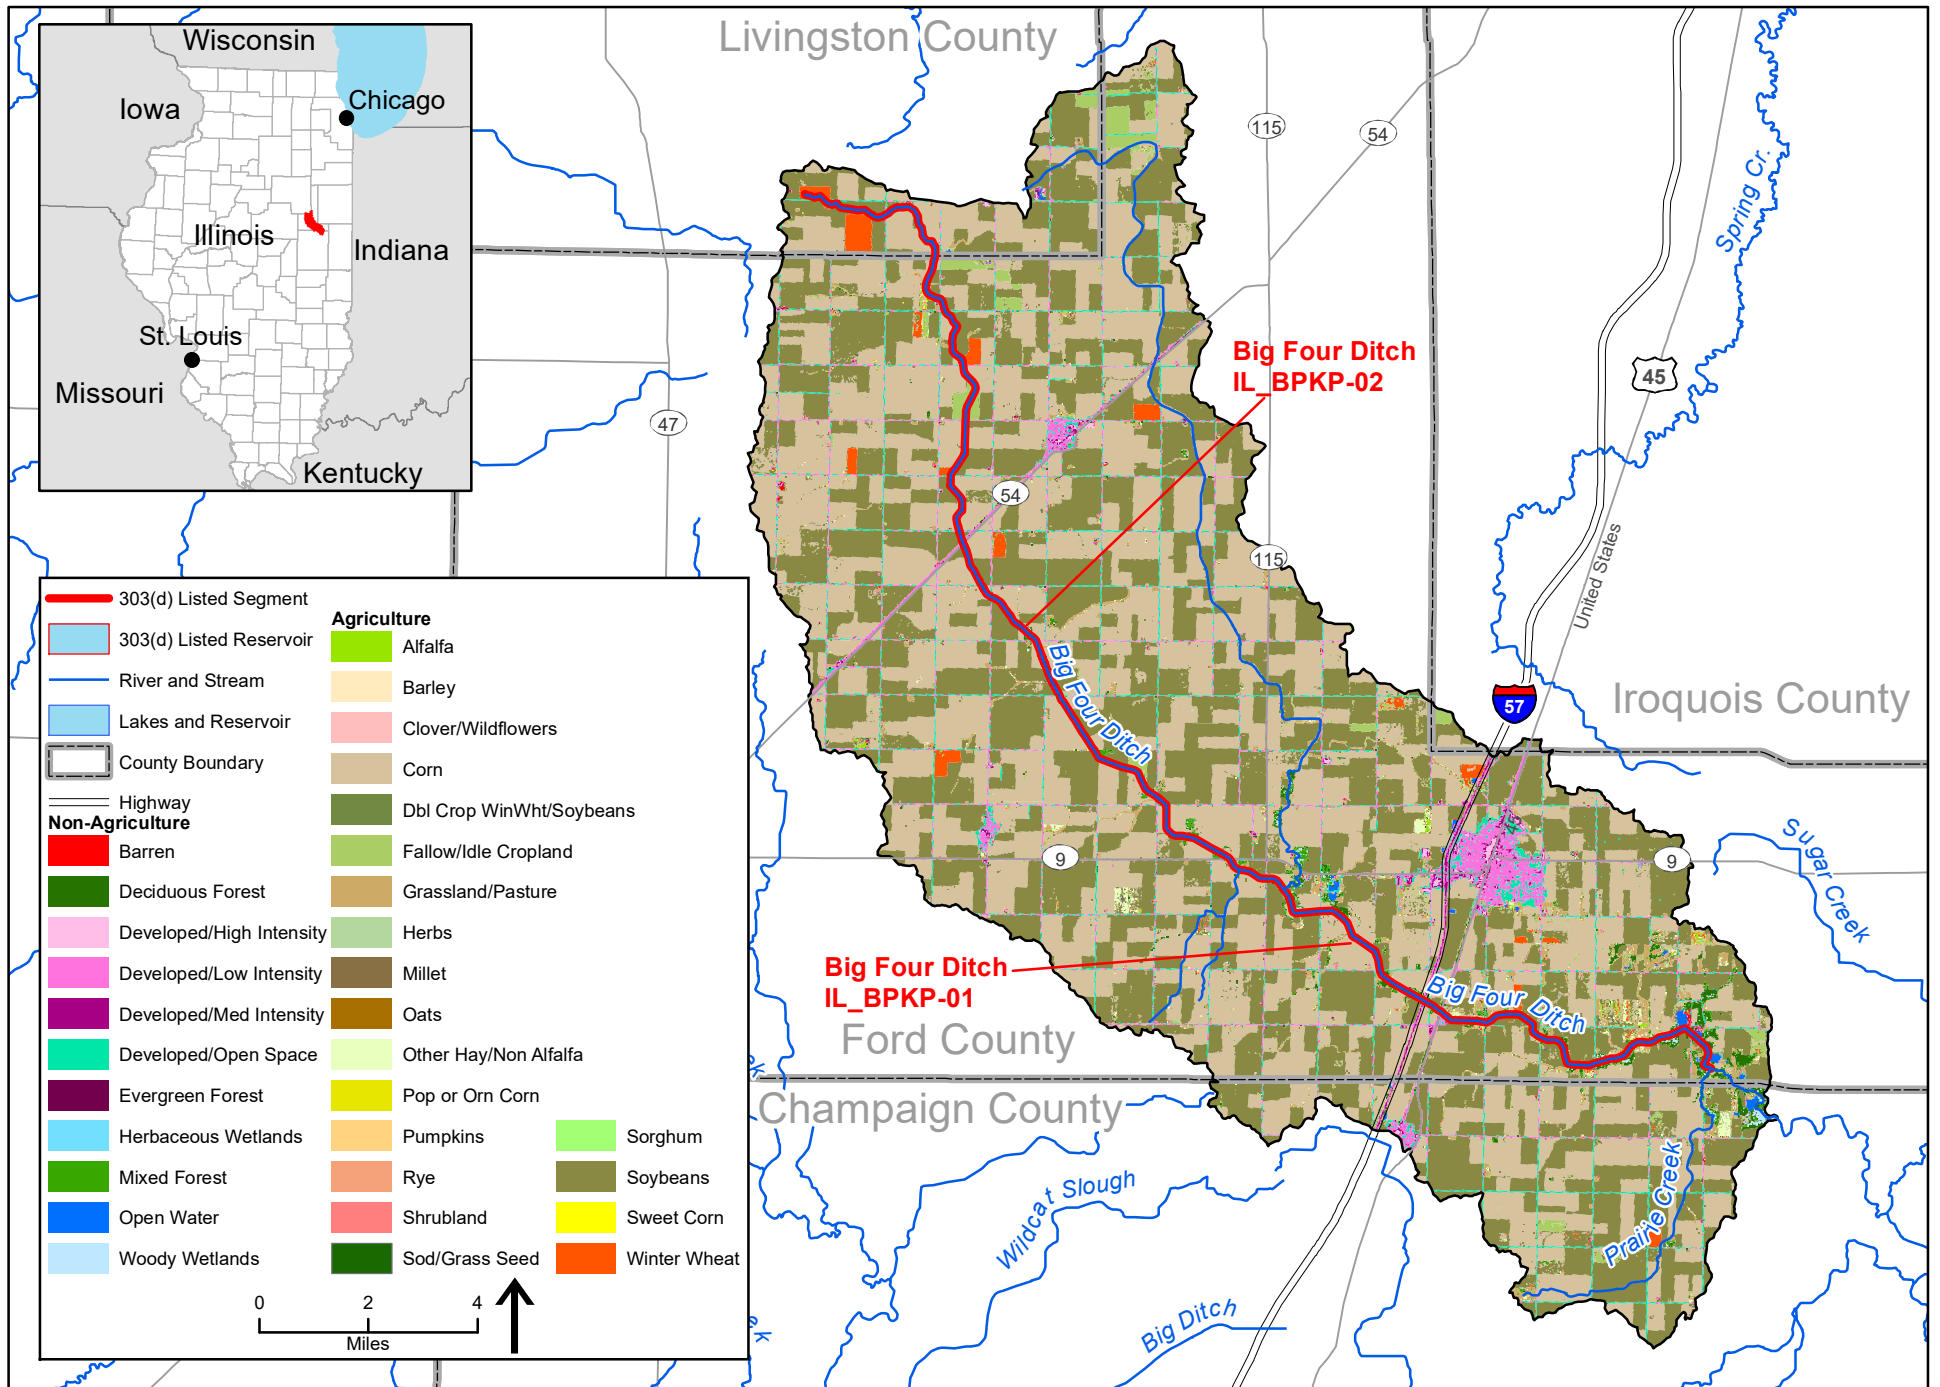 Wisconsin
Iowa
Chicago
Illinois
Indiana
St. Louis
Missouri
Kentucky
Livingston County
115
54
Spring Cr.
45
United States
47
Big Four Ditch
IL_BPKP-02
54
115
Big Four Ditch
57
Iroquois County
9
9
45
Sugar Creek
Big Four Ditch
IL_BPKP-01
Big Four Ditch
Ford County
Champaign County
Wildcat Slough
Prairie Creek
Big Ditch
ek
ek
303(d) Listed Segment
303(d) Listed Reservoir
River and Stream
Lakes and Reservoir
County Boundary
Highway
Non-Agriculture
Barren
Deciduous Forest
Developed/High Intensity
Developed/Low Intensity
Developed/Med Intensity
Developed/Open Space
Evergreen Forest
Herbaceous Wetlands
Mixed Forest
Open Water
Woody Wetlands
Agriculture
Alfalfa
Barley
Clover/Wildflowers
Corn
Dbl Crop WinWht/Soybeans
Fallow/Idle Cropland
Grassland/Pasture
Herbs
Millet
Oats
Other Hay/Non Alfalfa
Pop or Orn Corn
Pumpkins
Rye
Shrubland
Sod/Grass Seed
Sorghum
Soybeans
Sweet Corn
Winter Wheat
0 2 4
Miles